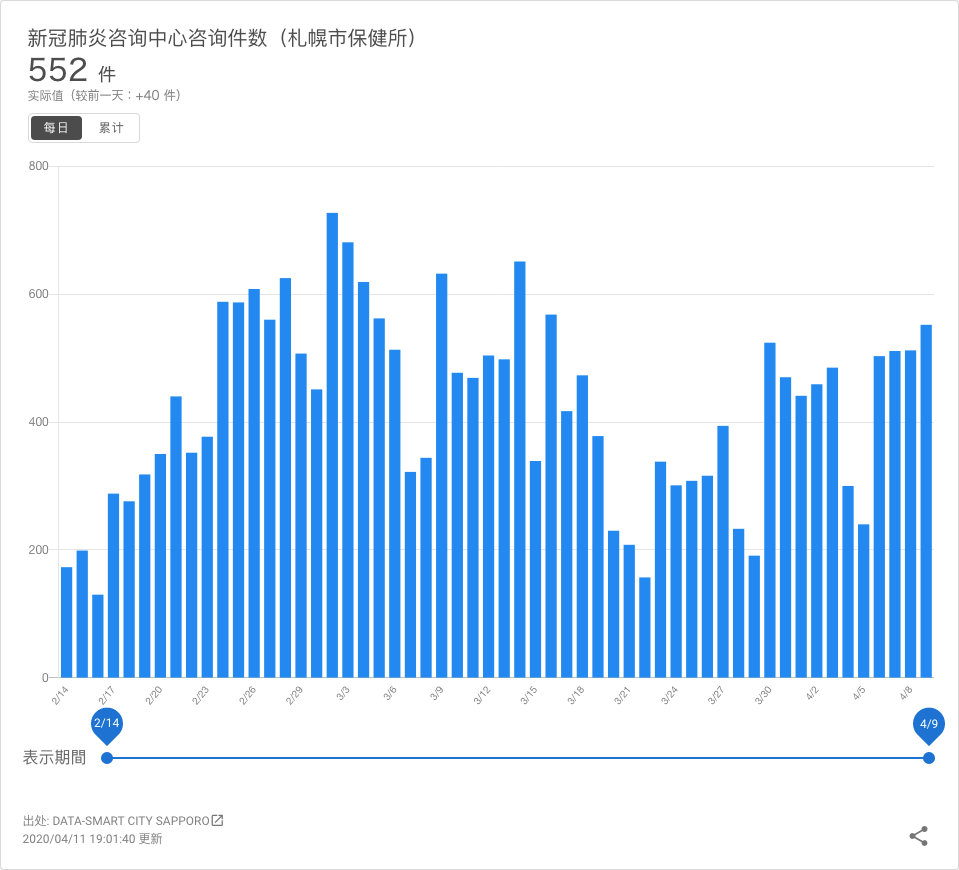 新冠肺炎咨询中心咨询件数（札幌市保健所）
552 件
实际值（较前一天：+40 件）
每日 累计
800
600
400
200
0
2/14 2/17 2/20 2/23 2/26 2/29 3/3 3/6 3/9 3/12 3/15 3/18 3/21 3/24 3/27 3/30 4/2 4/5 4/8
2/14 4/9
表示期間
出处: DATA-SMART CITY SAPPORO
2020/04/11 19:01:40 更新